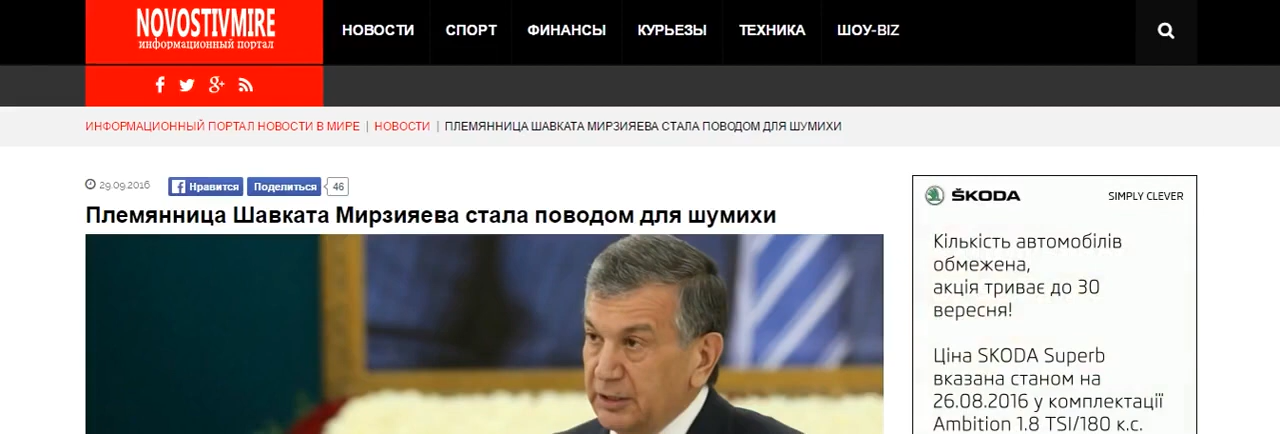 NOVOSTIVMIRE
информационный портал
НОВОСТИ СПОРТ ФИНАНСЫ КУРЬЕЗЫ ТЕХНИКА ШОУ-BIZ
ИНФОРМАЦИОННЫЙ ПОРТАЛ НОВОСТИ В МИРЕ | НОВОСТИ | ПЛЕМЯННИЦА ШАВКАТА МИРЗИЯЕВА СТАЛА ПОВОДОМ ДЛЯ ШУМИХИ
29.09.2016 Нравится Поделиться 46
Племянница Шавката Мирзияева стала поводом для шумихи
ŠKODA SIMPLY CLEVER
Кількість автомобілів
обмежена,
акція триває до 30
вересня!
Ціна SKODA Superb
вказана станом на
26.08.2016 у комплектації
Ambition 1.8 TSI/180 к.с.